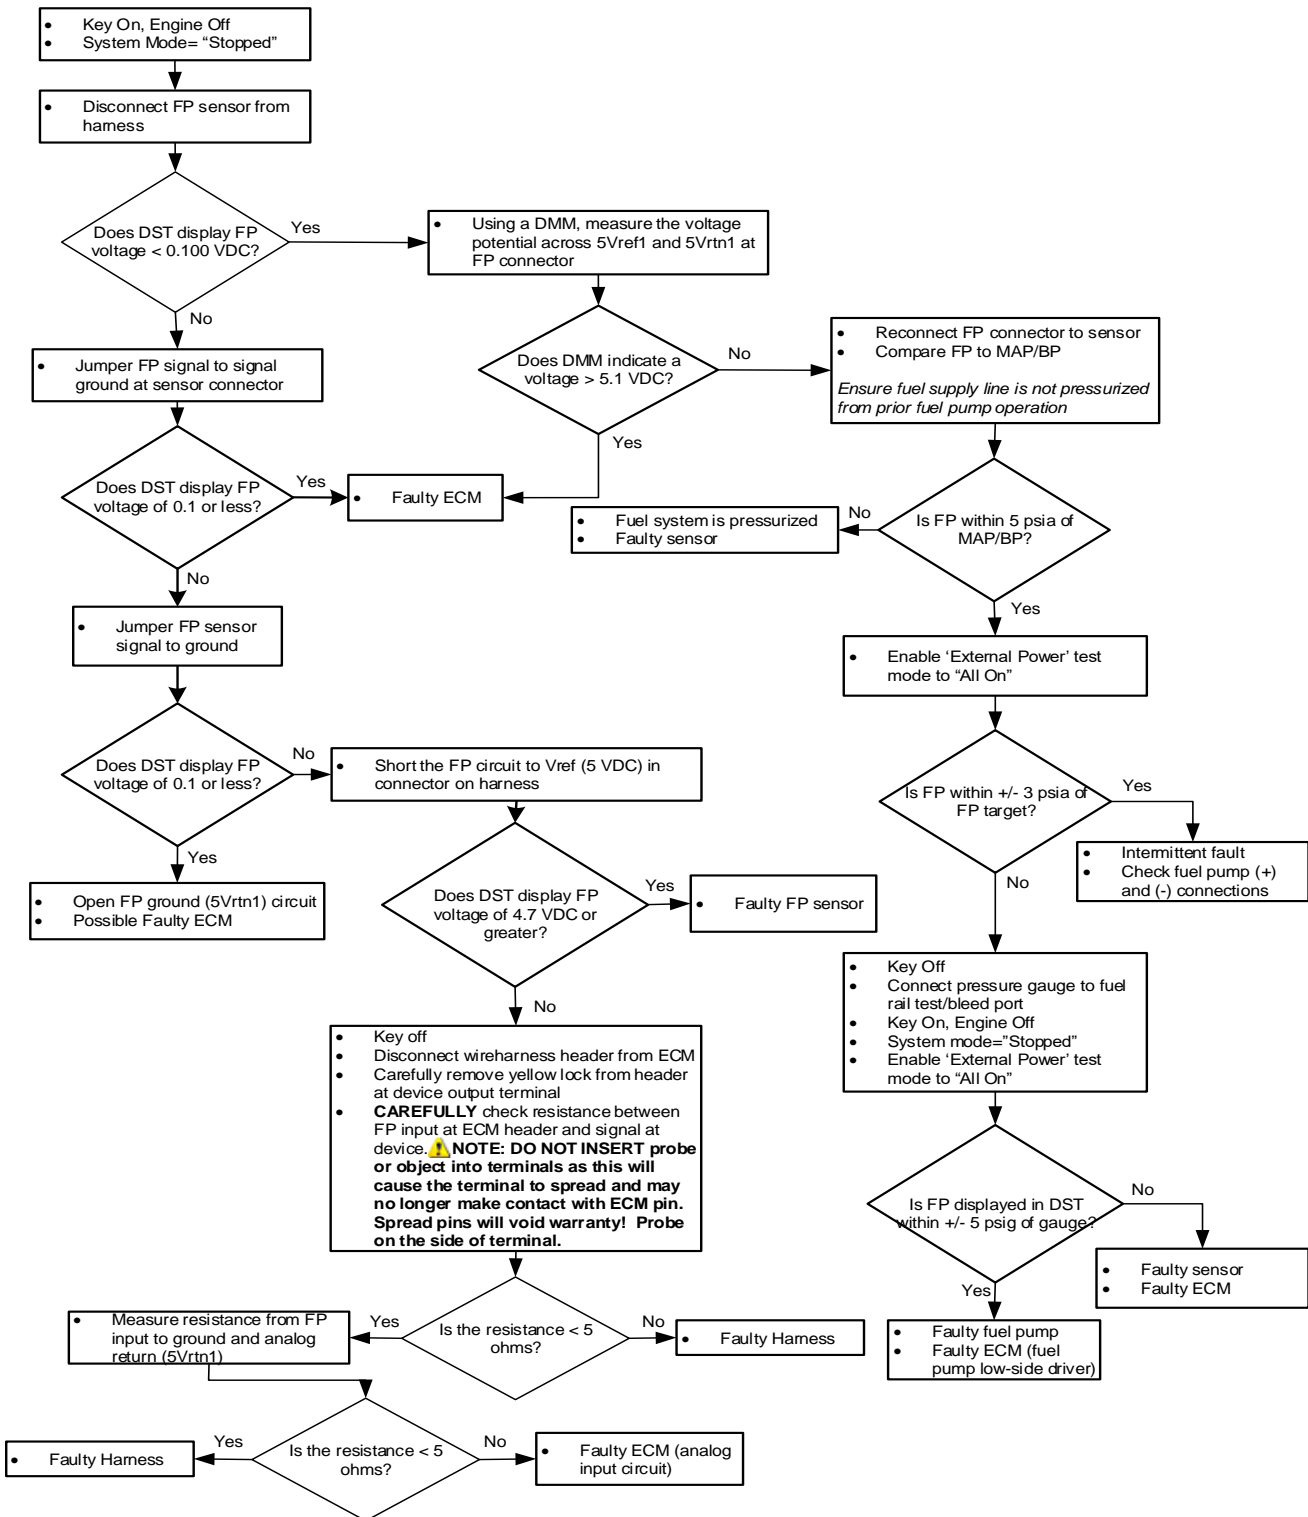 • Key On, Engine Off
• System Mode= “Stopped”
• Disconnect FP sensor from
harness
Does DST display FP
voltage < 0.100 VDC?
Yes
No
• Using a DMM, measure the voltage
potential across 5Vref1 and 5Vrtn1 at
FP connector
Does DMM indicate a
voltage > 5.1 VDC?
No
Yes
• Reconnect FP connector to sensor
• Compare FP to MAP/BP
Ensure fuel supply line is not pressurized
from prior fuel pump operation
• Jumper FP signal to signal
ground at sensor connector
Does DST display FP
voltage of 0.1 or less?
Yes
No
• Faulty ECM
Is FP within 5 psia of
MAP/BP?
No
Yes
• Fuel system is pressurized
• Faulty sensor
• Jumper FP sensor
signal to ground
• Enable ‘External Power’ test
mode to “All On”
Does DST display FP
voltage of 0.1 or less?
No
Yes
• Short the FP circuit to Vref (5 VDC) in
connector on harness
Is FP within +/- 3 psia of
FP target?
Yes
No
• Intermittent fault
• Check fuel pump (+)
and (-) connections
• Open FP ground (5Vrtn1) circuit
• Possible Faulty ECM
Does DST display FP
voltage of 4.7 VDC or
greater?
Yes
No
• Faulty FP sensor
• Key Off
• Connect pressure gauge to fuel
rail test/bleed port
• Key On, Engine Off
• System mode=”Stopped”
• Enable ‘External Power’ test
mode to “All On”
• Key off
• Disconnect wireharness header from ECM
• Carefully remove yellow lock from header
at device output terminal
• CAREFULLY check resistance between
FP input at ECM header and signal at
device. NOTE: DO NOT INSERT probe
or object into terminals as this will
cause the terminal to spread and may
no longer make contact with ECM pin.
Spread pins will void warranty! Probe
on the side of terminal.
Is FP displayed in DST
within +/- 5 psig of gauge?
No
Yes
• Faulty sensor
• Faulty ECM
• Faulty fuel pump
• Faulty ECM (fuel
pump low-side driver)
Is the resistance < 5
ohms?
Yes
No
• Faulty Harness
• Measure resistance from FP
input to ground and analog
return (5Vrtn1)
Is the resistance < 5
ohms?
Yes
No
• Faulty Harness
• Faulty ECM (analog
input circuit)